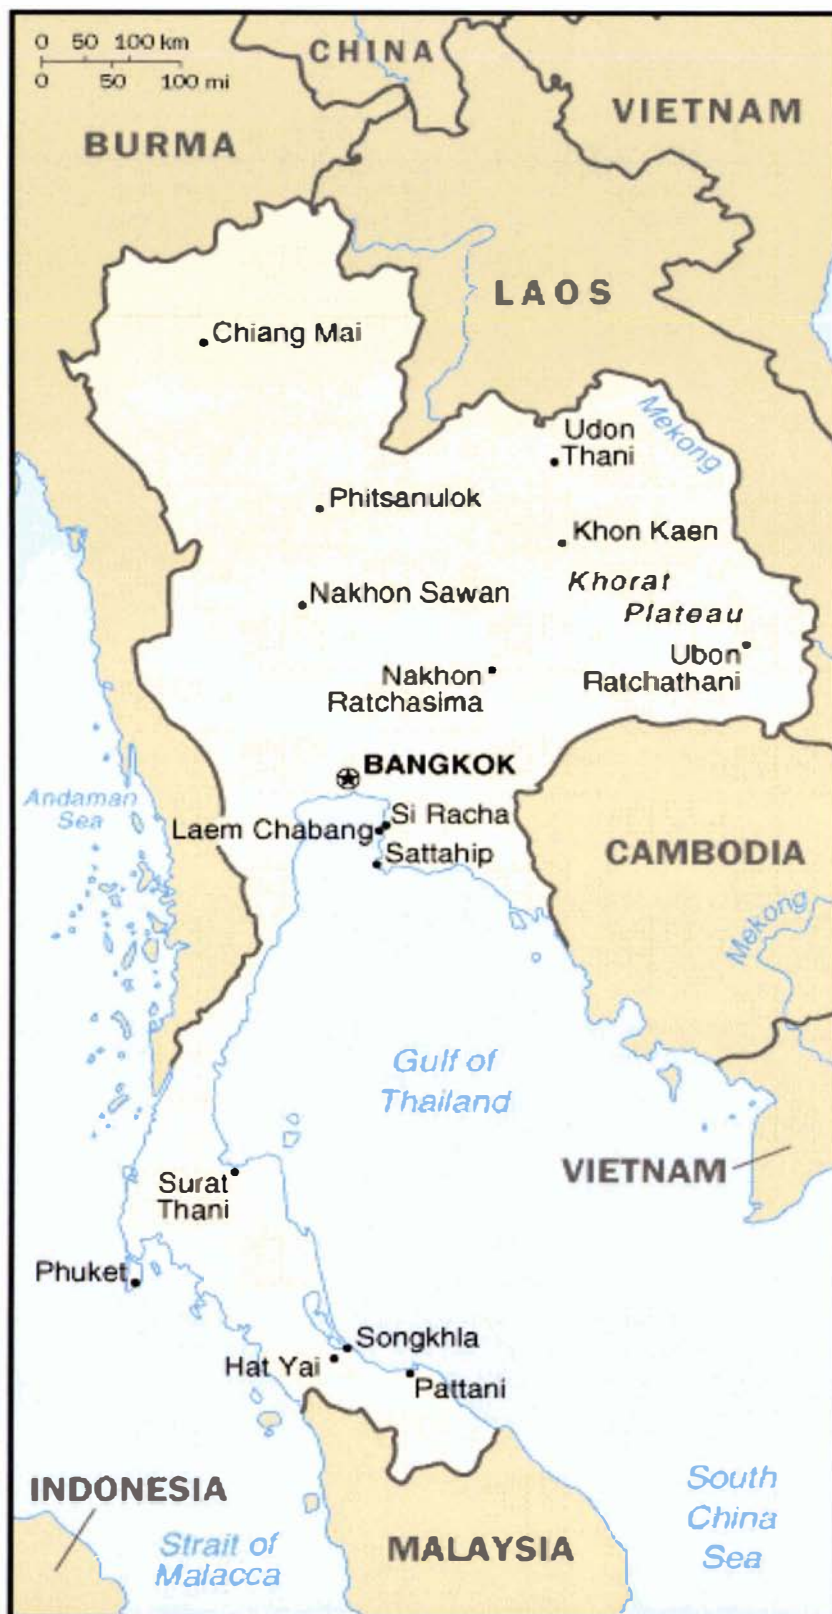 0 50 100 km
0 50 100 mi
CHINA
VIETNAM
BURMA
LAOS
Chiang Mai
Mekong
Udon
Thani
Phitsanulok
Khon Kaen
Khorat
Plateau
Nakhon Sawan
Ubon
Ratchathani
Nakhon
Ratchasima
BANGKOK
Andaman
Sea
Si Racha
Laem Chabang
Sattahip
CAMBODIA
Mekong
Gulf of
Thailand
VIETNAM
Surat
Thani
Phuket
Songkhla
Hat Yai
Pattani
INDONESIA
South
China
Sea
Strait of
Malacca
MALAYSIA